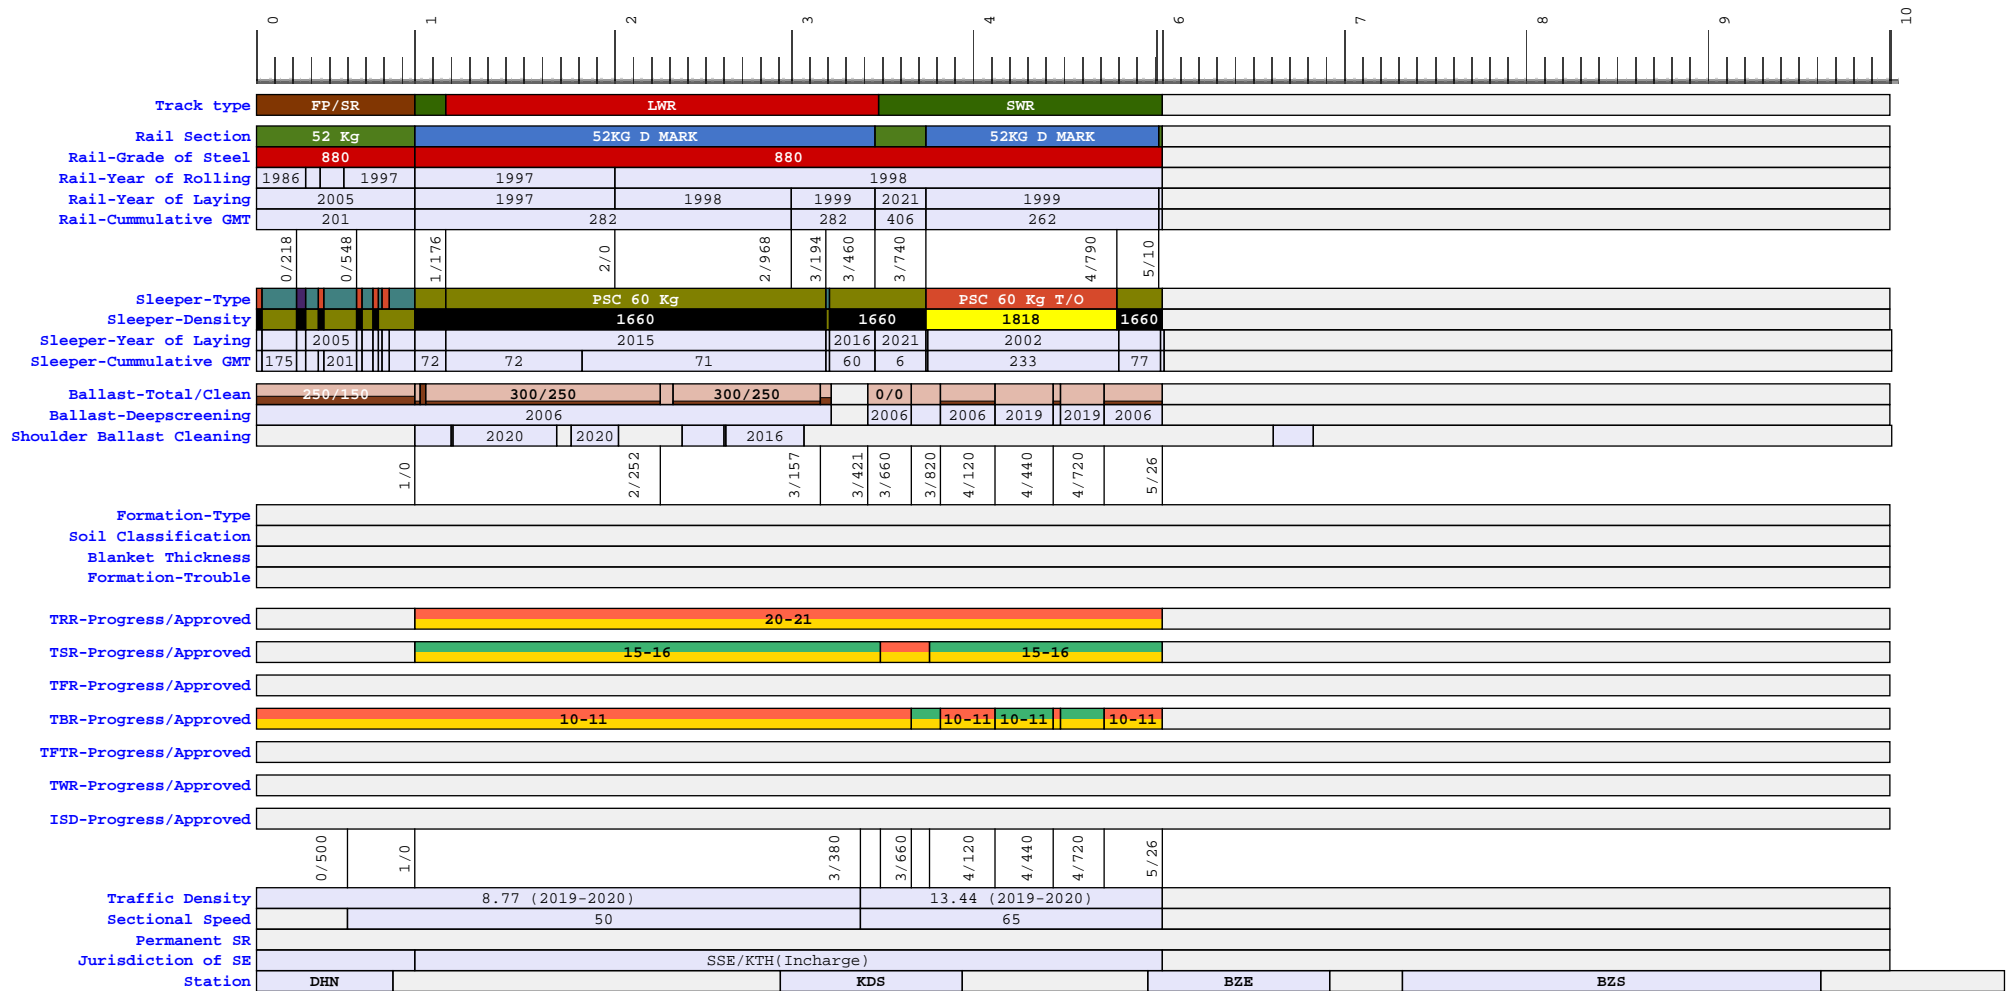 0 1 2 3 4 6 7 8 9 10
Track type FP/SR LWR SWR
Rail Section 52 Kg 52KG D MARK 52KG D MARK
Rail-Grade of Steel 880 880
Rail-Year of Rolling 1986 1997 1997 1998
Rail-Year of Laying 2005 1997 1998 1999 2021 1999
Rail-Cummulative GMT 201 282 282 406 262
0/218 0/548 1/176 2/0 2/968 3/194 3/460 3/740 4/790 5/10
Sleeper-Type PSC 60 Kg PSC 60 Kg T/O
Sleeper-Density 1660 1660 1818 1660
Sleeper-Year of Laying 2005 2015 2016 2021 2002
Sleeper-Cummulative GMT 175 201 72 72 71 60 6 233 77
Ballast-Total/Clean 250/150 300/250 300/250 0/0
Ballast-Deepscreening 2006 2006 2006 2019 2019 2006
Shoulder Ballast Cleaning 2020 2020 2016
1/0 2/252 3/157 3/421 3/660 3/820 4/120 4/440 4/720 5/26
Formation-Type
Soil Classification
Blanket Thickness
Formation-Trouble
TRR-Progress/Approved 20-21
TSR-Progress/Approved 15-16 15-16
TFR-Progress/Approved
TBR-Progress/Approved 10-11 10-11 10-11 10-11
TFTR-Progress/Approved
TWR-Progress/Approved
ISD-Progress/Approved
0/500 1/0 3/380 3/660 4/120 4/440 4/720 5/26
Traffic Density 8.77 (2019-2020) 13.44 (2019-2020)
Sectional Speed 50 65
Permanent SR
Jurisdiction of SE SSE/KTH(Incharge)
Station DHN KDS BZE BZS